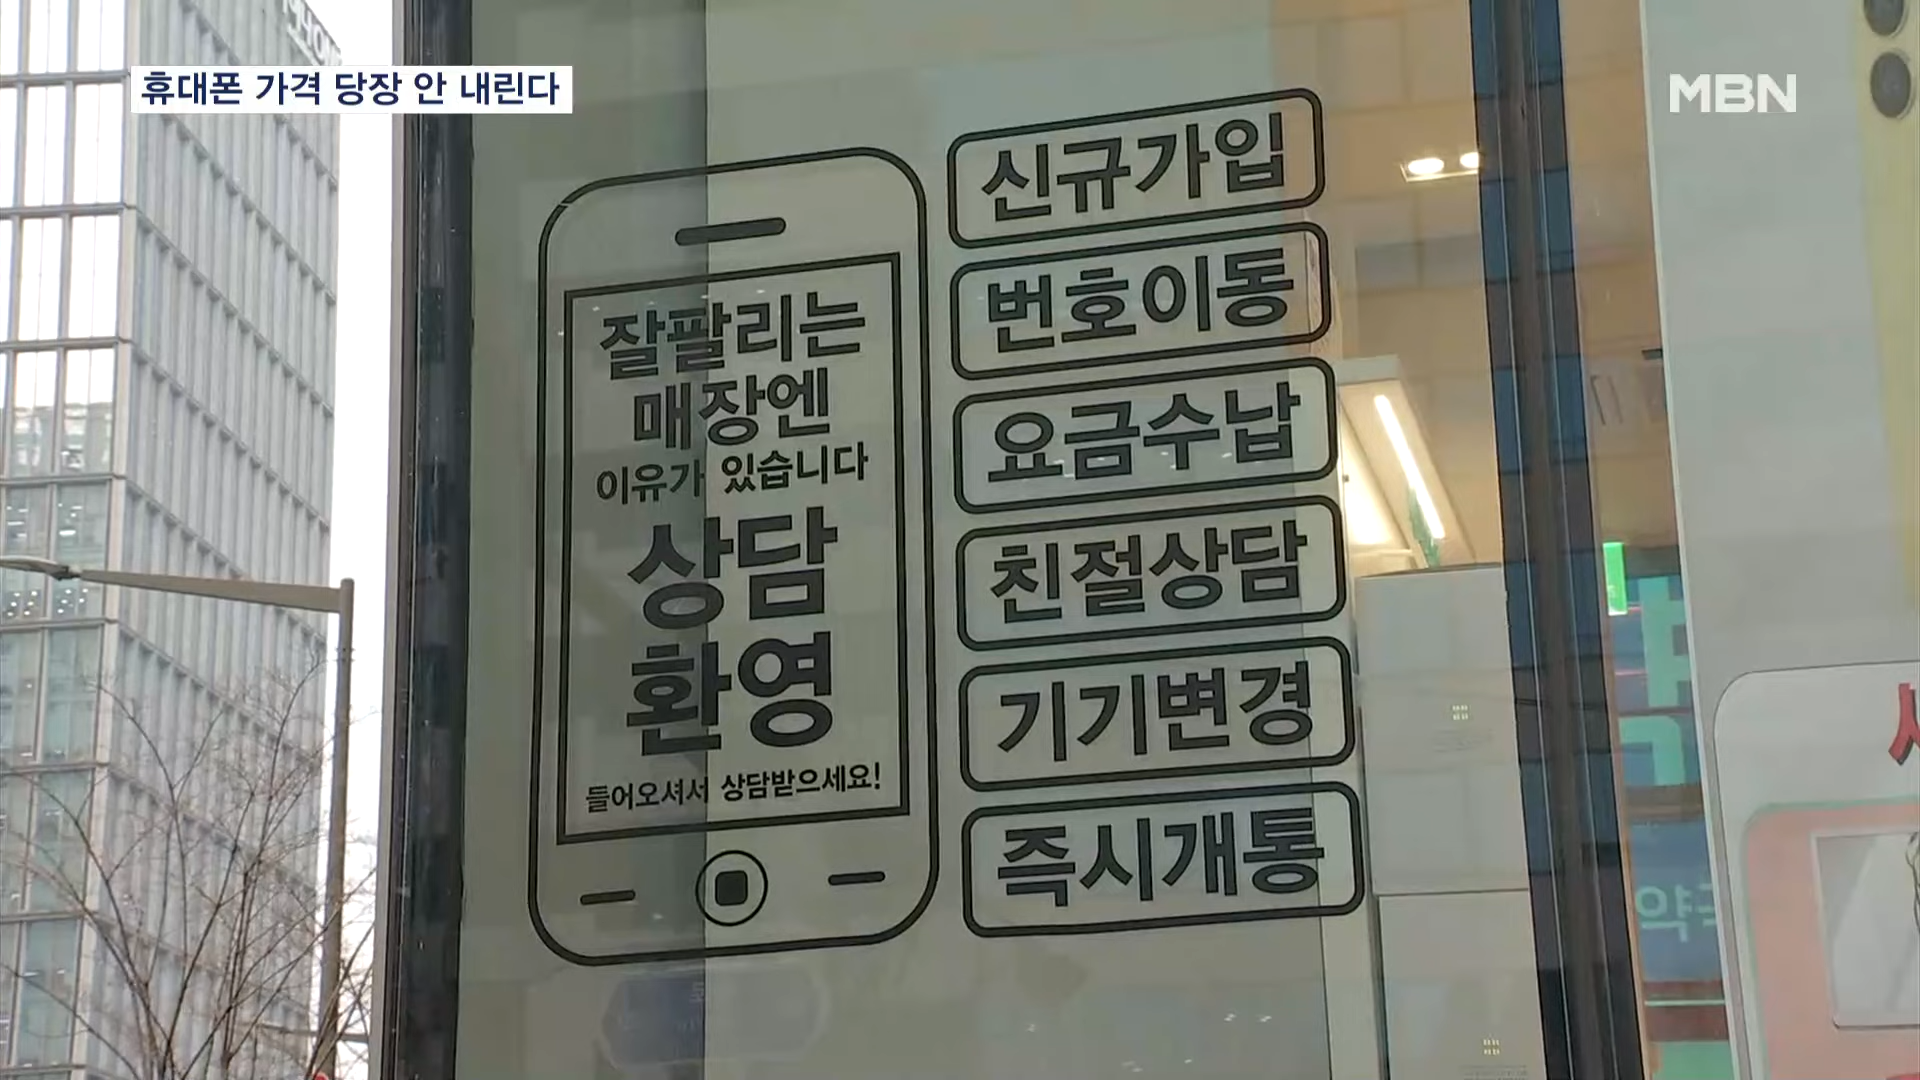 휴대폰 가격 당장 안 내린다
MBN
잘팔리는
매장엔
이유가 있습니다
상담
환영
들어오셔서 상담받으세요!
신규가입
번호이동
요금수납
친절상담
기기변경
즉시개통